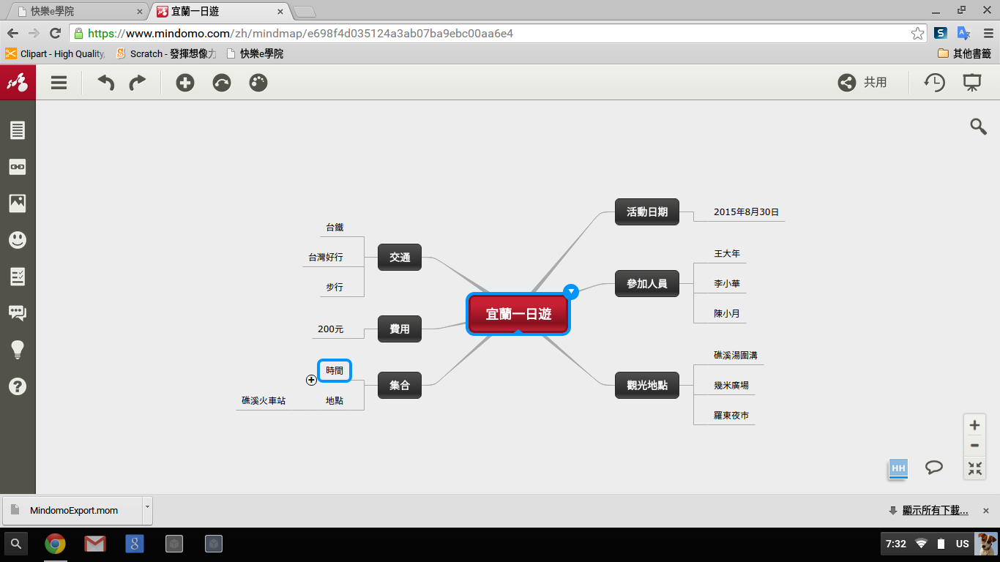 快樂e學院
宜蘭一日遊
https://www.mindomo.com/zh/mindmap/e698f4d035124a3ab07ba9ebc00aa6e4
Clipart - High Quality,
Scratch - 發揮想像力
快樂e學院
其他書籤
共用
活動日期
2015年8月30日
台鐵
台灣好行
步行
交通
王大年
李小華
陳小月
參加人員
宜蘭一日遊
200元
費用
時間
地點
礁溪火車站
集合
礁溪湯圍溝
幾米廣場
羅東夜市
觀光地點
HH
MindomoExport.mom
顯示所有下載...
7:32
US